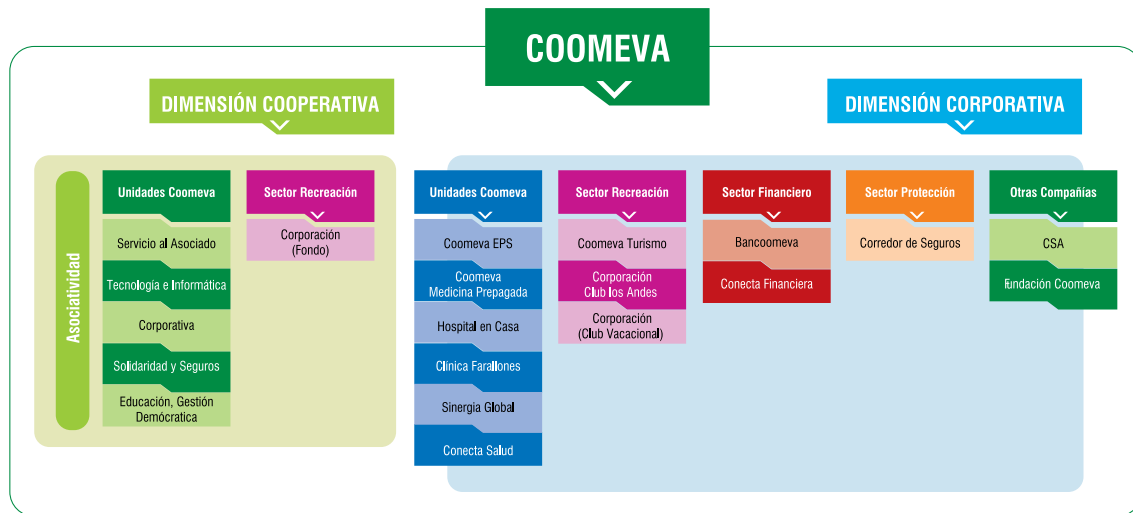 COOMEVA
DIMENSIÓN COOPERATIVA
DIMENSIÓN CORPORATIVA
Asociatividad
Unidades Coomeva
Servicio al Asociado
Tecnología e Informática
Corporativa
Solidaridad y Seguros
Educación, Gestión
Demócratica
Sector Recreación
Corporación
(Fondo)
Unidades Coomeva
Coomeva EPS
Coomeva
Medicina Prepagada
Hospital en Casa
Clínica Farallones
Sinergia Global
Conecta Salud
Sector Recreación
Coomeva Turismo
Corporación
Club los Andes
Corporación
(Club Vacacional)
Sector Financiero
Bancoomeva
Conecta Financiera
Sector Protección
Corredor de Seguros
Otras Compañías
CSA
Fundación Coomeva